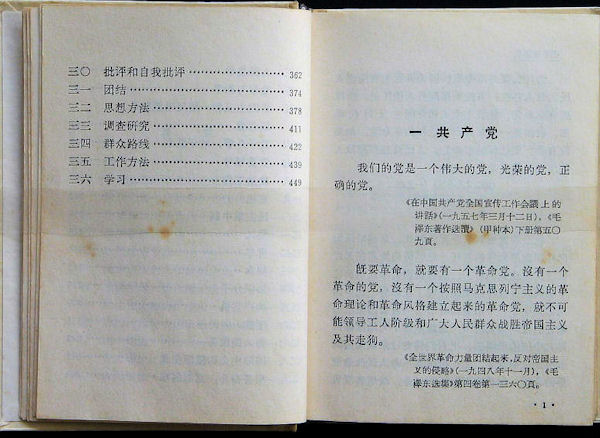 三〇 批评和自我批评…………………362
三一 团结……………………………374
三二 思想方法………………………378
三三 调查研究………………………411
三四 群众路线………………………422
三五 工作方法………………………439
三六 学习……………………………449
一 共产党
我们的党是一个伟大的党，光荣的党，正
确的党。
《在中国共产党全国宣传工作会議上的
讲話》（一九五七年三月十二日），《毛
澤东著作选讀》（甲种本）下册第五〇
九頁。
旣要革命，就要有一个革命党。沒有一个
革命的党，沒有一个按照马克思列宁主义的革
命理论和革命风格建立起来的革命党，就不可
能领导工人阶级和广大人民群众战胜帝国主义
及其走狗。
《全世界革命力量团结起来，反对帝国主
义的侵略》（一九四八年十一月），《毛
澤东选集》第四卷第一三六〇頁。
·1·